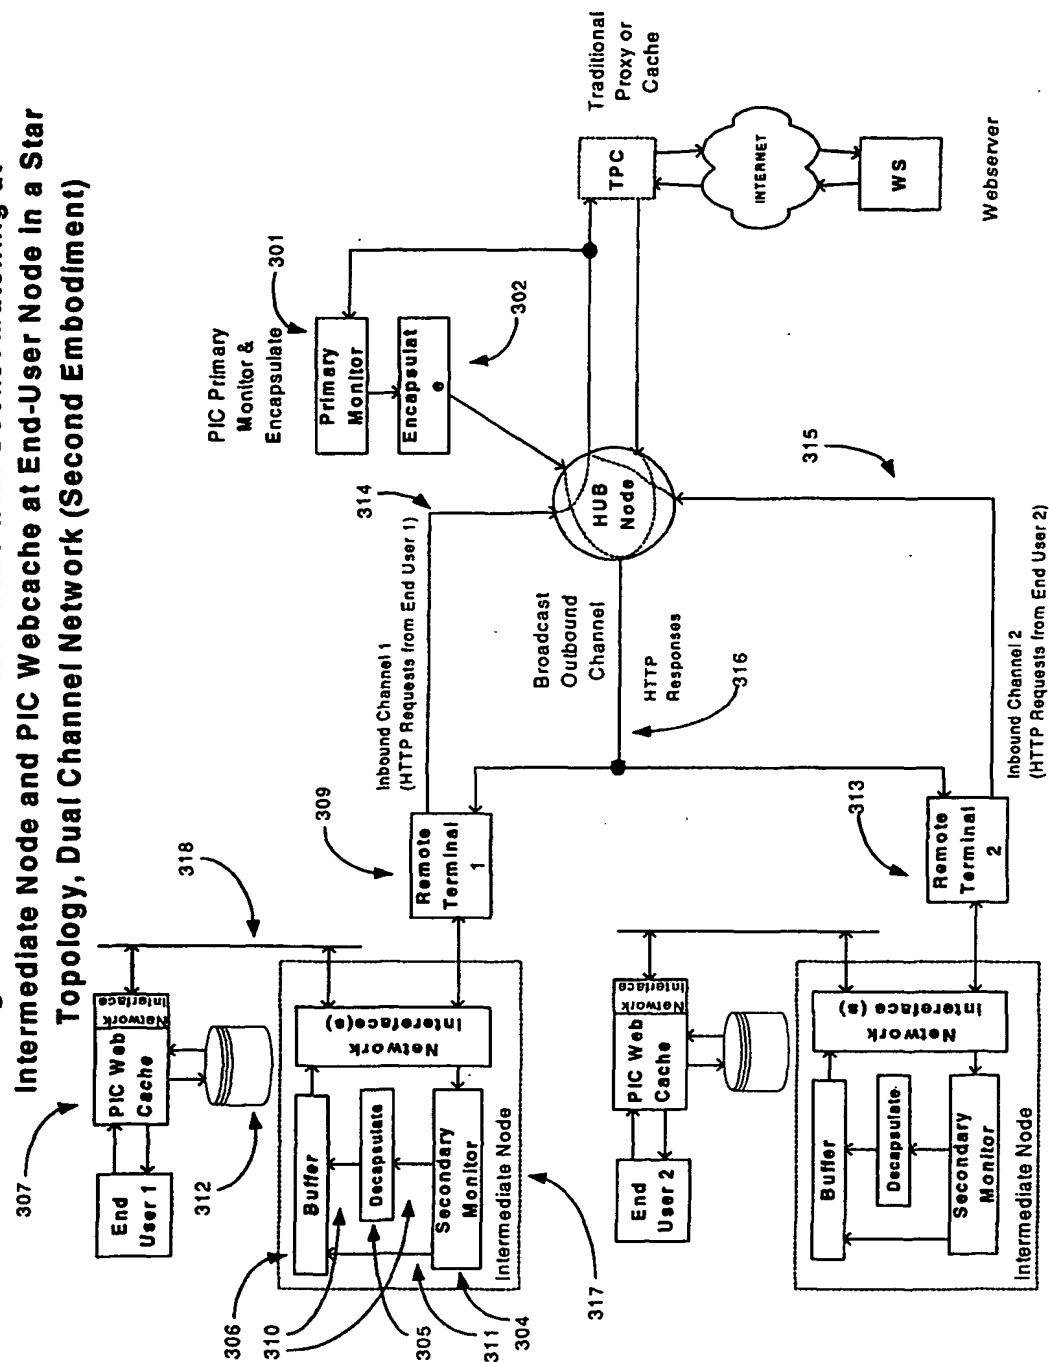 Intermediate Node and PIC Webcache at End-User Node in a Star
Topology, Dual Channel Network (Second Embodiment)
307
End
User 1
PIC Web
Cache
Network
Interface
312
318
306
310
305
311
304
317
Buffer
Decapsulate
Secondary
Monitor
Network
Intereface(s)
Intermediate Node
309
Remote
Terminal
1
Inbound Channel 1
(HTTP Requests from End User 1)
314
PIC Primary
Monitor &
Encapsulate
301
Primary
Monitor
Encapsulat
e
302
HUB
Node
Broadcast
Outbound
Channel
HTTP
Responses
316
TPC
Traditional
Proxy or
Cache
INTERNET
WS
Webserver
315
Inbound Channel 2
(HTTP Requests from End User 2)
313
Remote
Terminal
2
End
User 2
PIC Web
Cache
Network
Interface
Buffer
Decapsulate
Secondary
Monitor
Network
Intereface (s)
Intermediate Node